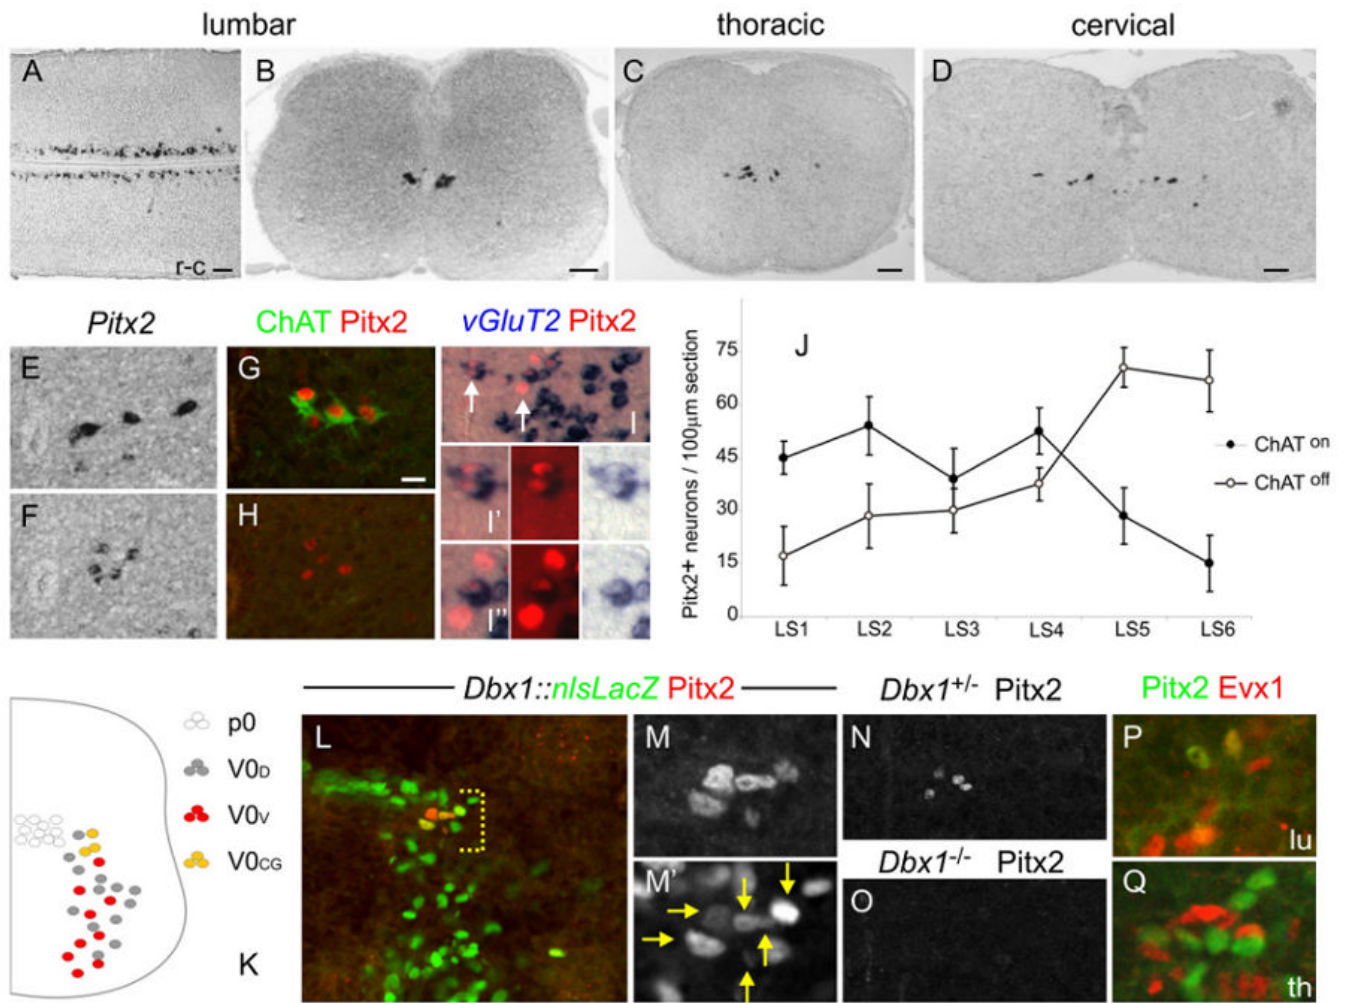 lumbar thoracic cervical
A B C D
r-c
Pitx2 ChAT Pitx2 vGluT2 Pitx2
E G I
F H I'
I''
J
Pitx2+ neurons / 100μm section
75
60
45
30
15
0
LS1 LS2 LS3 LS4 LS5 LS6
ChAT on
ChAT off
Dbx1::nlsLacZ Pitx2 Dbx1+/- Pitx2 Pitx2 Evx1
p0
V0D
V0V
V0CG
K
L M N P
lu
Dbx1-/- Pitx2
M' O Q
th